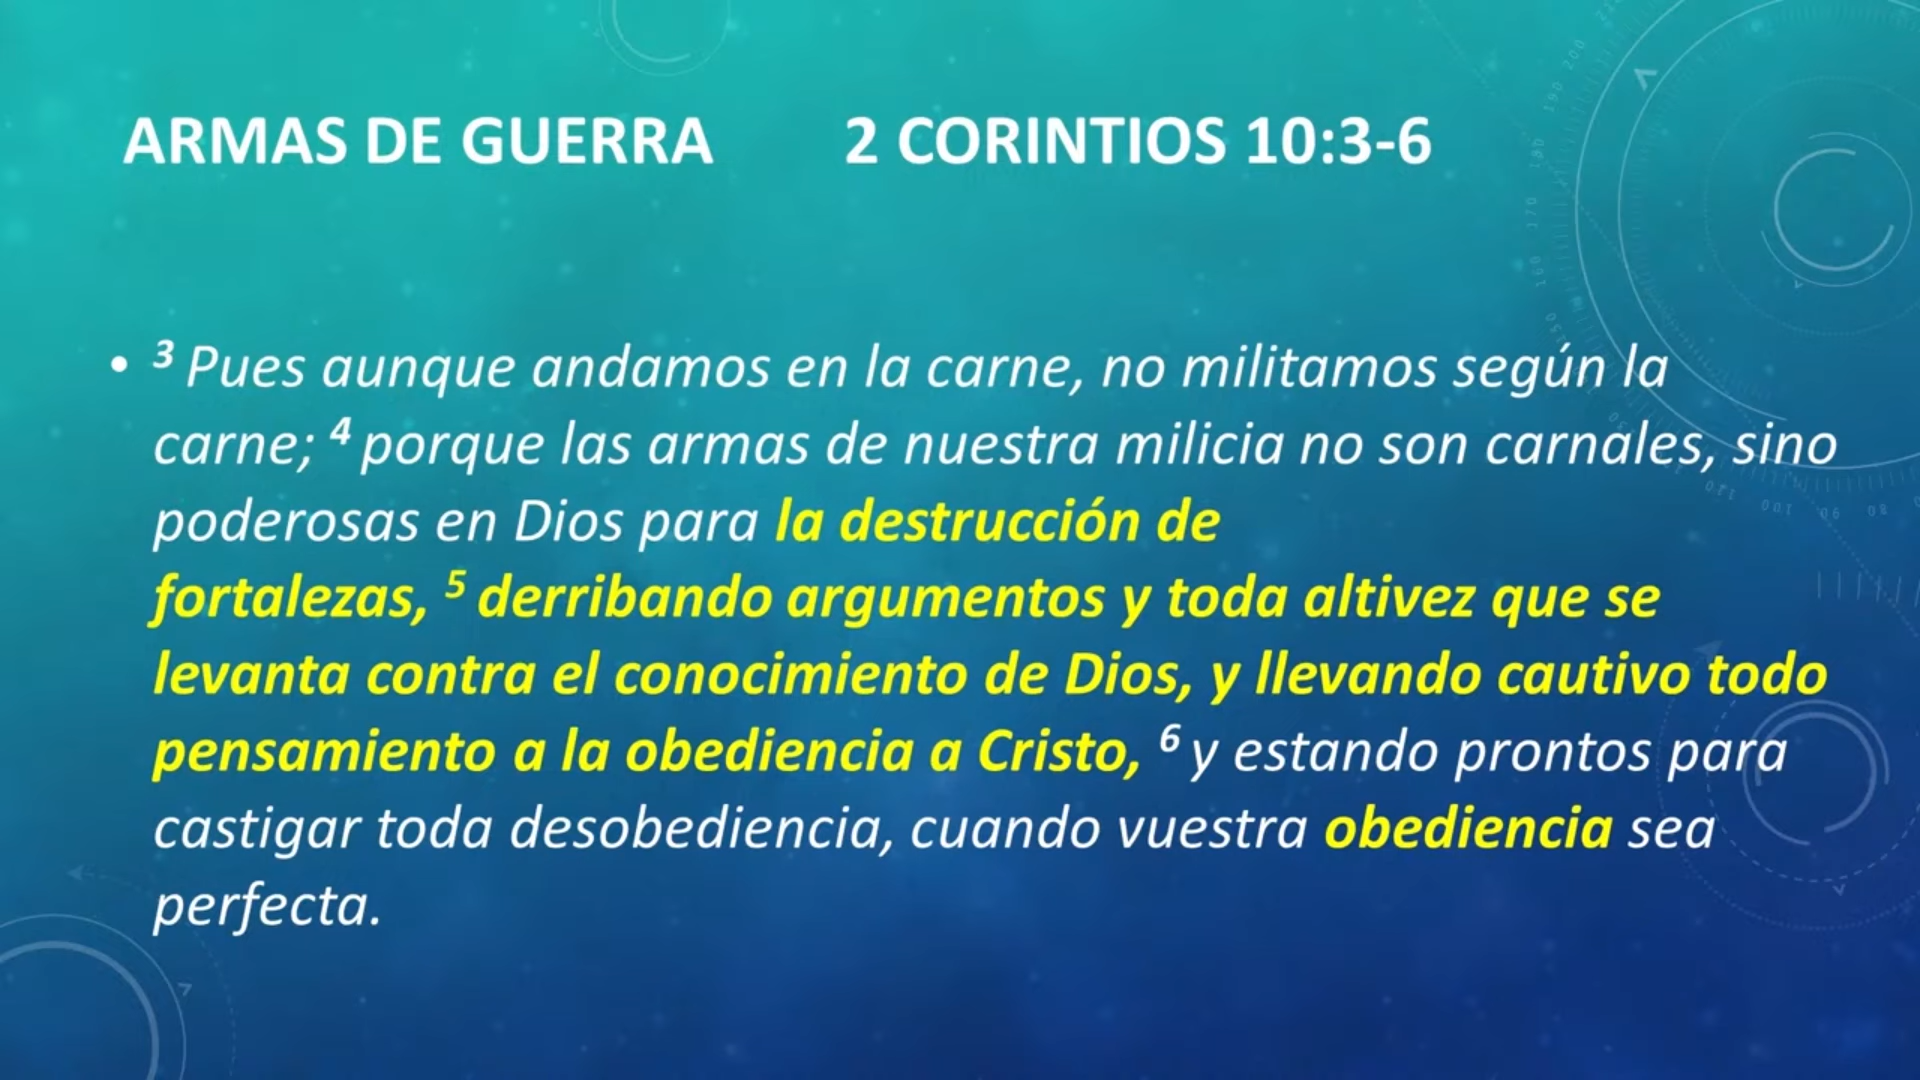 ARMAS DE GUERRA 2 CORINTIOS 10:3-6
• ³ Pues aunque andamos en la carne, no militamos según la
carne; ⁴ porque las armas de nuestra milicia no son carnales, sino
poderosas en Dios para la destrucción de
fortalezas, ⁵ derribando argumentos y toda altivez que se
levanta contra el conocimiento de Dios, y llevando cautivo todo
pensamiento a la obediencia a Cristo, ⁶ y estando prontos para
castigar toda desobediencia, cuando vuestra obediencia sea
perfecta.